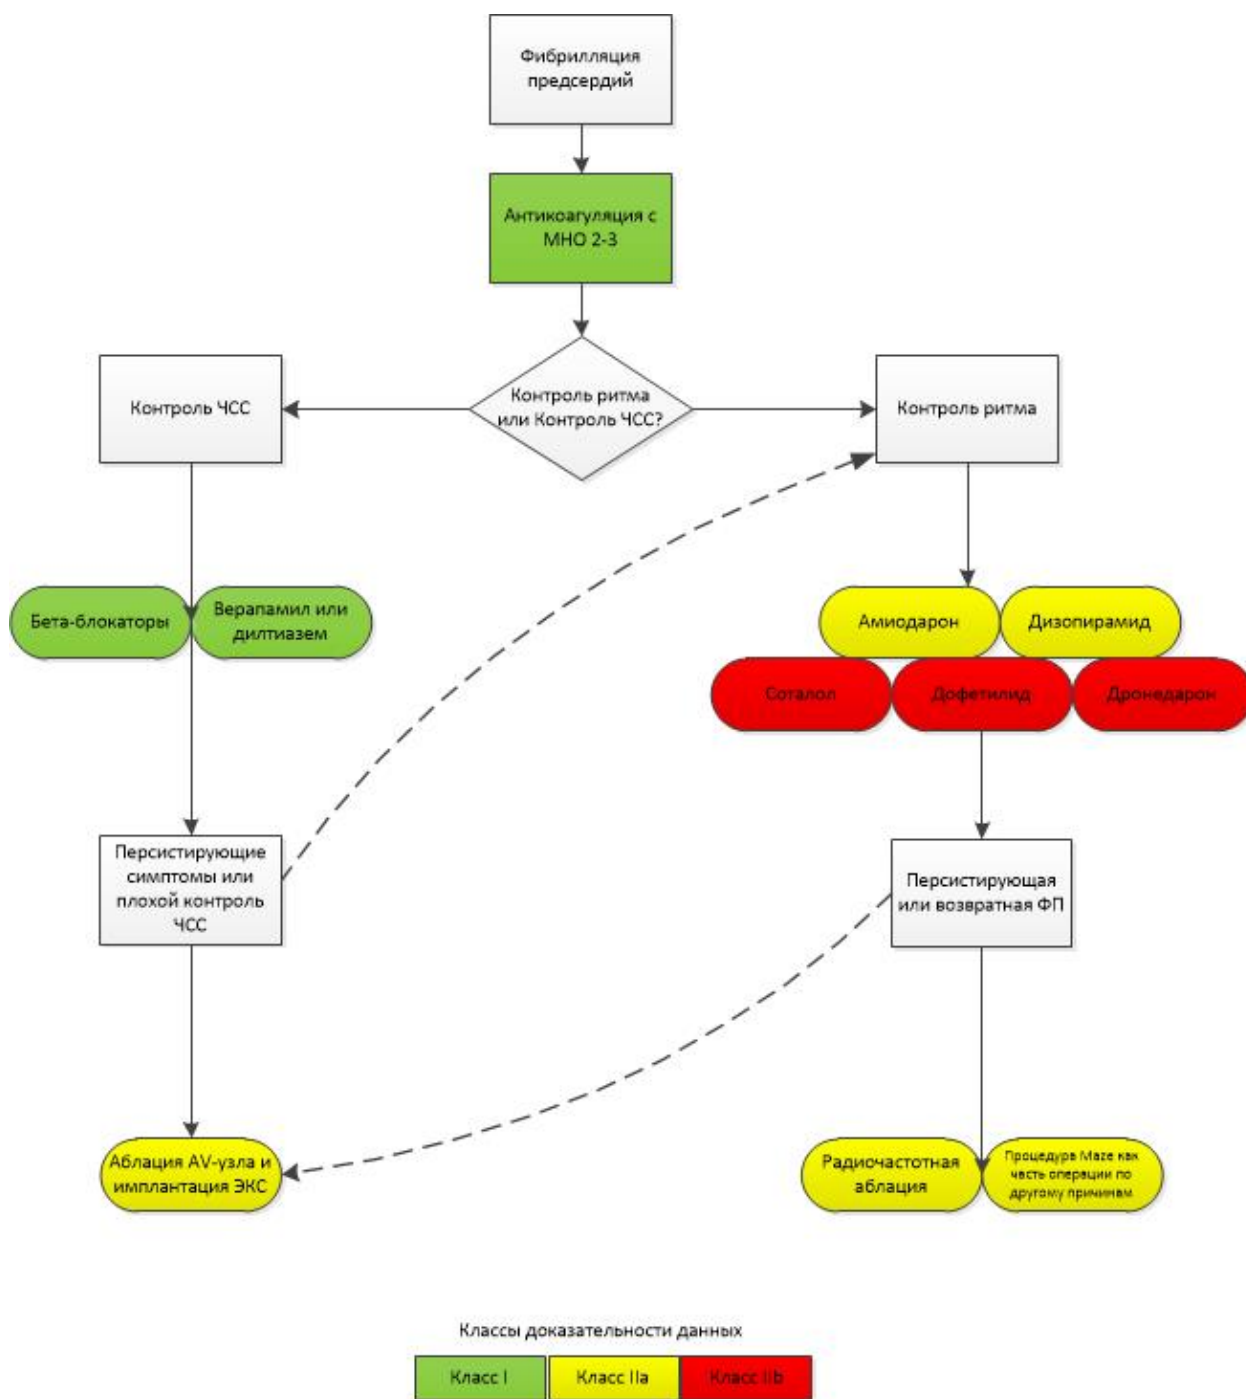 Фибрилляция
предсердий
Антикоагуляция с
МНО 2-3
Контроль ритма
или Контроль ЧСС?
Контроль ЧСС
Контроль ритма
Бета-блокаторы
Верапамил или
дилтиазем
Амиодарон
Дизопирамид
Соталол
Дофетилид
Дронедарон
Персистирующие
симптомы или
плохой контроль
ЧСС
Персистирующая
или возвратная ФП
Аблация AV-узла и
имплантация ЭКС
Радиочастотная
аблация
Процедура Maze как
часть операции по
другому причинам
Классы доказательности данных
Класс I
Класс IIa
Класс IIb